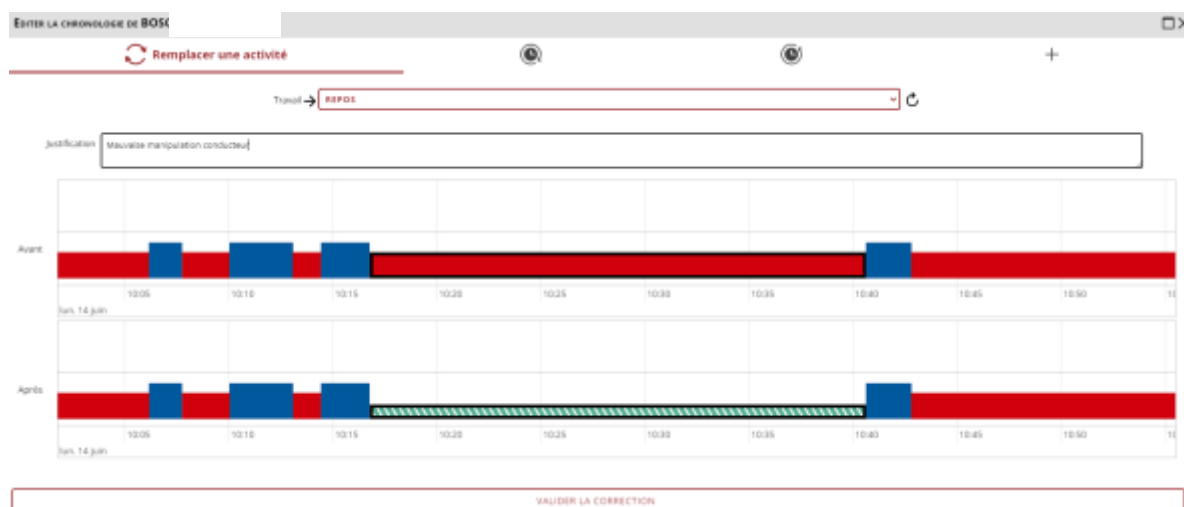 EDITER LA CHRONOLOGIE DE BOSC
Remplacer une activité
Travail → REPOS
Justification Mauvaise manipulation conducteur
Avant
10:05 10:10 10:15 10:20 10:25 10:30 10:35 10:40 10:45 10:50 10
lun. 14 juin
Après
10:05 10:10 10:15 10:20 10:25 10:30 10:35 10:40 10:45 10:50 10
lun. 14 juin
VALIDER LA CORRECTION